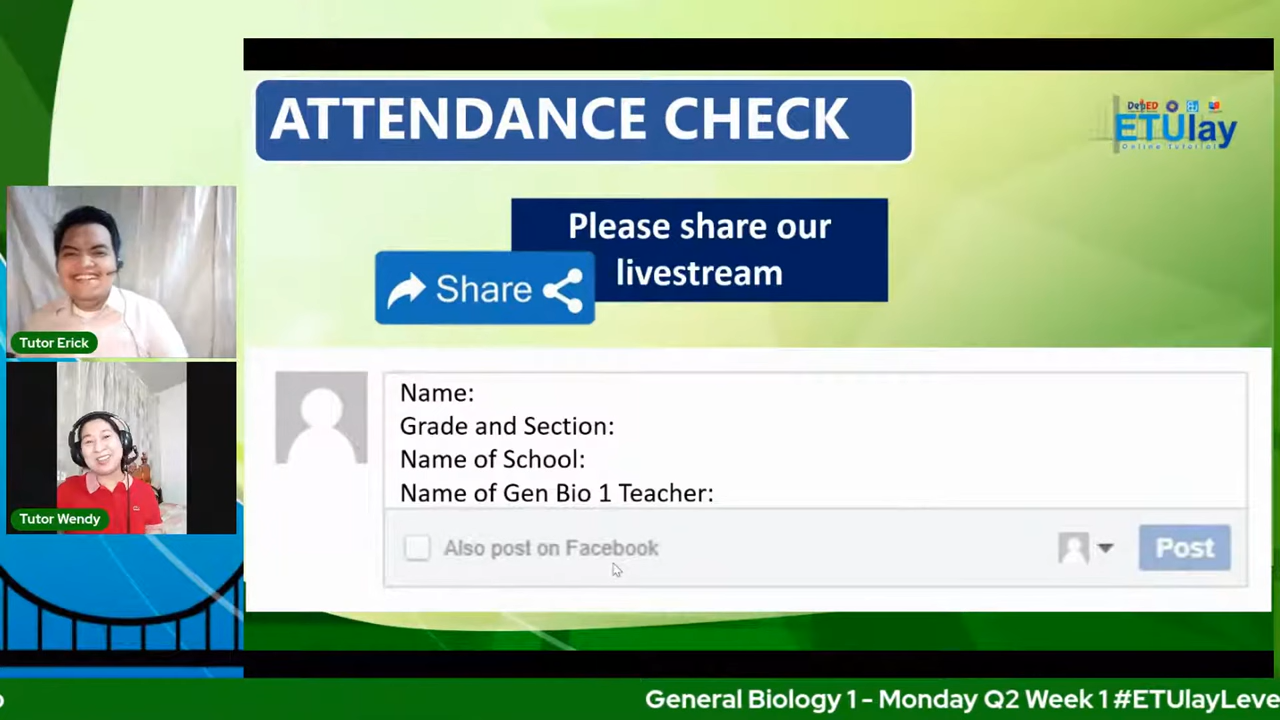 ATTENDANCE CHECK
DepED
ETUlay
Online Tutorial
Please share our
livestream
Share
Tutor Erick
Name:
Grade and Section:
Name of School:
Name of Gen Bio 1 Teacher:
Tutor Wendy
Also post on Facebook
Post
General Biology 1 - Monday Q2 Week 1 #ETUlayLeve